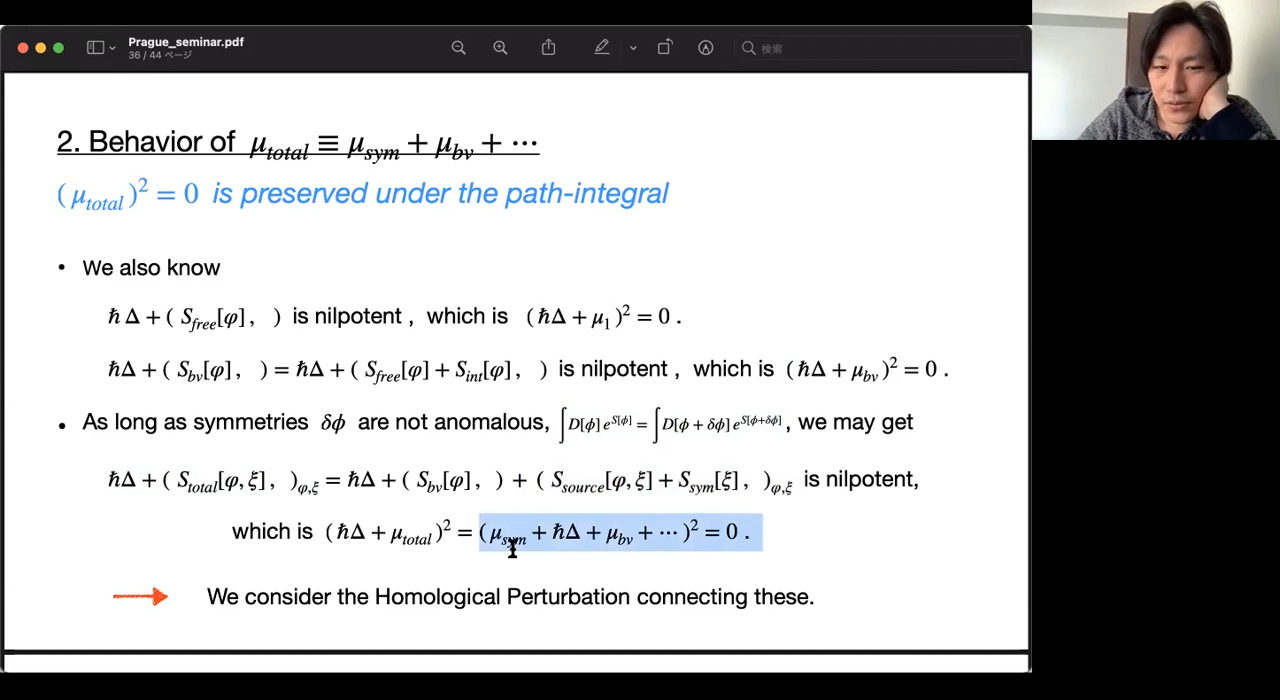 Prague_seminar.pdf
36 / 44 ページ
検索
2. Behavior of μ_total ≡ μ_sym + μ_bv + ⋯
( μ_total )² = 0 is preserved under the path-integral
• We also know
ħ Δ + ( S_free[φ] , ) is nilpotent , which is ( ħΔ + μ₁ )² = 0 .
ħΔ + ( S_bv[φ] , ) = ħΔ + ( S_free[φ] + S_int[φ] , ) is nilpotent , which is ( ħΔ + μ_bv )² = 0 .
• As long as symmetries δϕ are not anomalous, ∫ D[ϕ] e^{S[ϕ]} = ∫ D[ϕ + δϕ] e^{S[ϕ+δϕ]} , we may get
ħΔ + ( S_total[φ, ξ] , )_{φ,ξ} = ħΔ + ( S_bv[φ] , ) + ( S_source[φ, ξ] + S_sym[ξ] , )_{φ,ξ} is nilpotent,
which is ( ħΔ + μ_total )² = ( μ_sym + ħΔ + μ_bv + ⋯ )² = 0 .
We consider the Homological Perturbation connecting these.